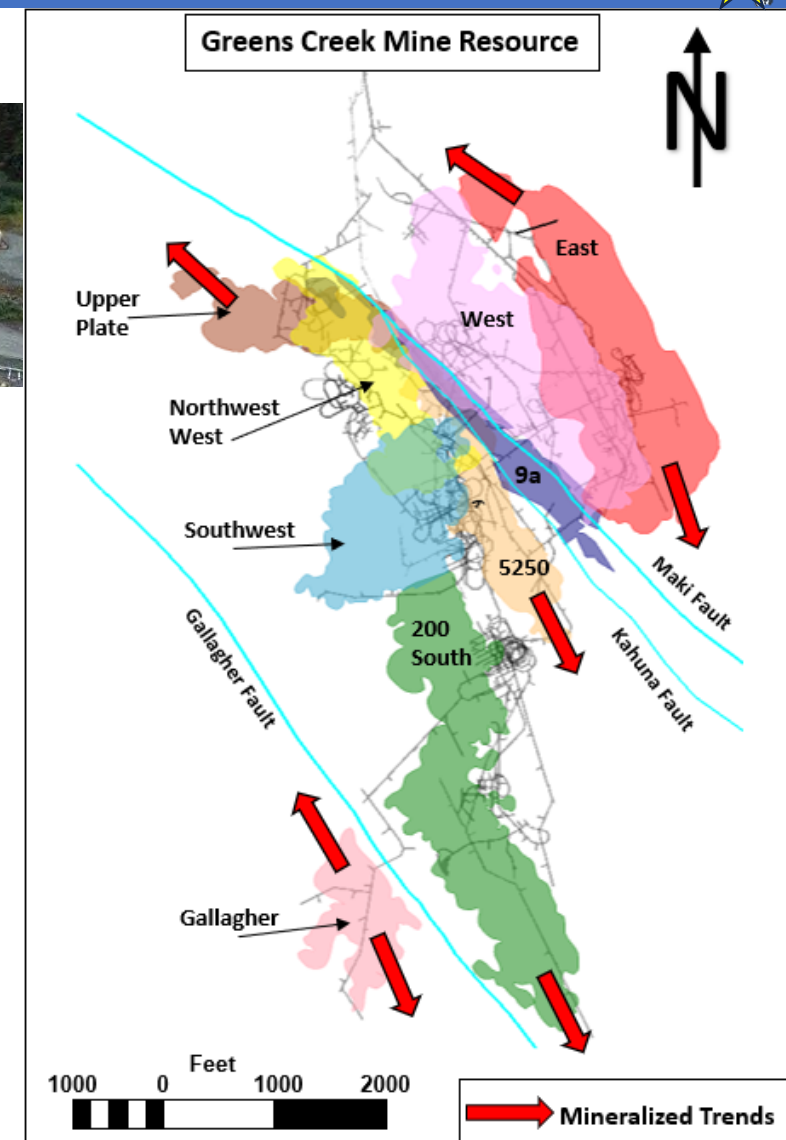 Greens Creek Mine Resource
N
East
Upper
Plate
West
Northwest
West
9a
Southwest
5250
Maki Fault
200
South
Kahuna Fault
Gallagher Fault
Gallagher
Feet
1000 0 1000 2000
Mineralized Trends